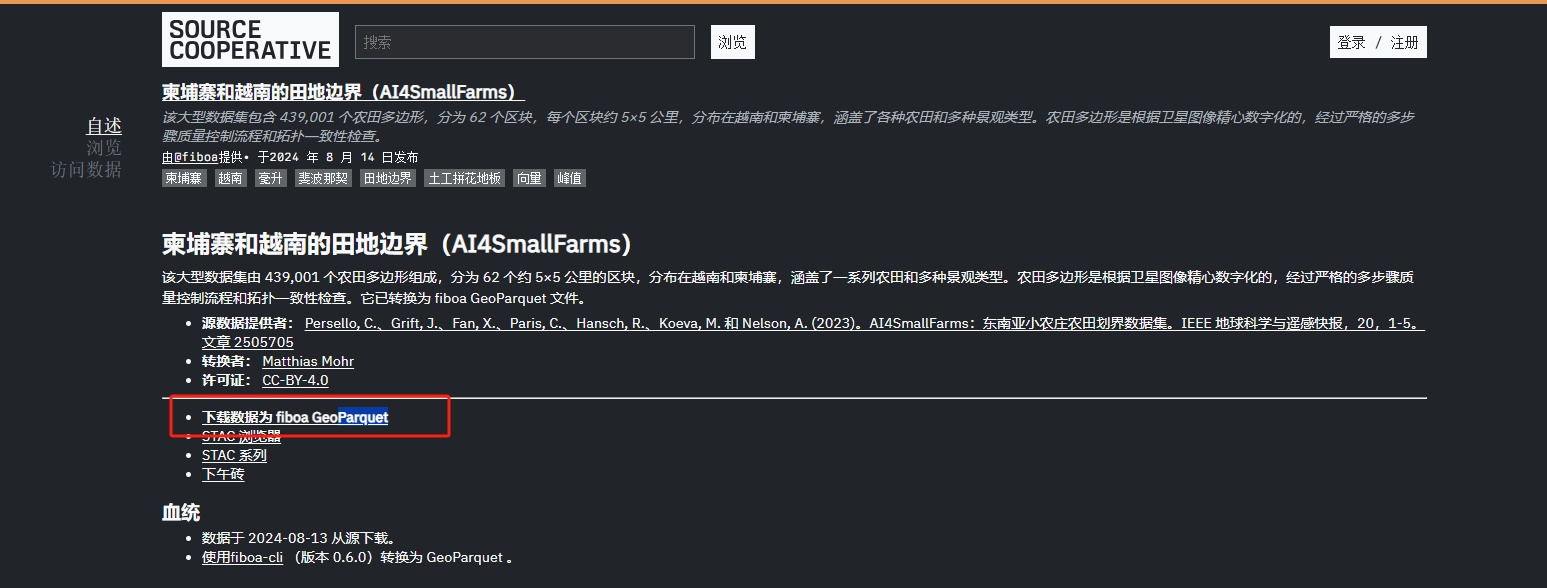 SOURCE
COOPERATIVE
搜索
浏览
登录 / 注册
柬埔寨和越南的田地边界（AI4SmallFarms）
该大型数据集包含 439,001 个农田多边形，分为 62 个区块，每个区块约 5×5 公里，分布在越南和柬埔寨，涵盖了各种农田和多种景观类型。农田多边形是根据卫星图像精心数字化的，经过严格的多步
骤质量控制流程和拓扑一致性检查。
自述
浏览
访问数据
由@fiboa提供• 于2024 年 8 月 14 日发布
柬埔寨 越南 毫升 斐波那契 田地边界 土工拼花地板 向量 峰值
柬埔寨和越南的田地边界（AI4SmallFarms）
该大型数据集由 439,001 个农田多边形组成，分为 62 个约 5×5 公里的区块，分布在越南和柬埔寨，涵盖了一系列农田和多种景观类型。农田多边形是根据卫星图像精心数字化的，经过严格的多步骤质
量控制流程和拓扑一致性检查。它已转换为 fiboa GeoParquet 文件。
• 源数据提供者： Persello, C.、Grift, J.、Fan, X.、Paris, C.、Hansch, R.、Koeva, M. 和 Nelson, A. (2023)。AI4SmallFarms：东南亚小农庄农田划界数据集。IEEE 地球科学与遥感快报，20，1-5。
文章 2505705
• 转换者： Matthias Mohr
• 许可证： CC-BY-4.0
• 下载数据为 fiboa GeoParquet
• STAC 浏览器
• STAC 系列
• 下午砖
血统
• 数据于 2024-08-13 从源下载。
• 使用fiboa-cli （版本 0.6.0）转换为 GeoParquet 。